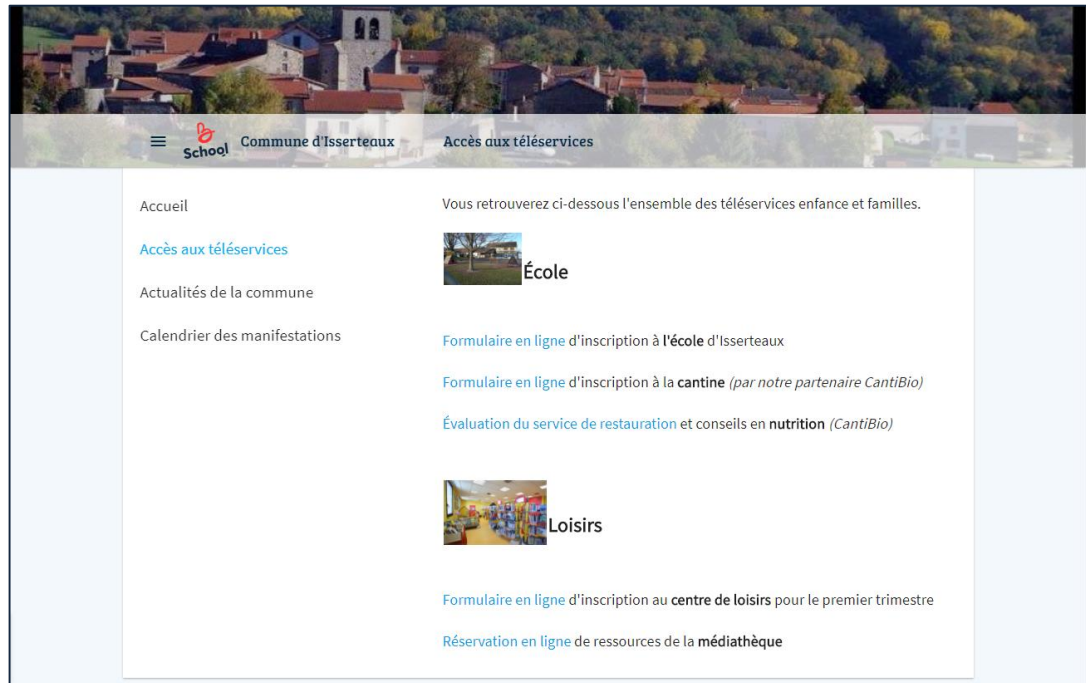 School
Commune d'Isserteaux
Accès aux téléservices
Accueil
Accès aux téléservices
Actualités de la commune
Calendrier des manifestations
Vous retrouverez ci-dessous l'ensemble des téléservices enfance et familles.
École
Formulaire en ligne d'inscription à l'école d'Isserteaux
Formulaire en ligne d'inscription à la cantine (par notre partenaire CantiBio)
Évaluation du service de restauration et conseils en nutrition (CantiBio)
Loisirs
Formulaire en ligne d'inscription au centre de loisirs pour le premier trimestre
Réservation en ligne de ressources de la médiathèque